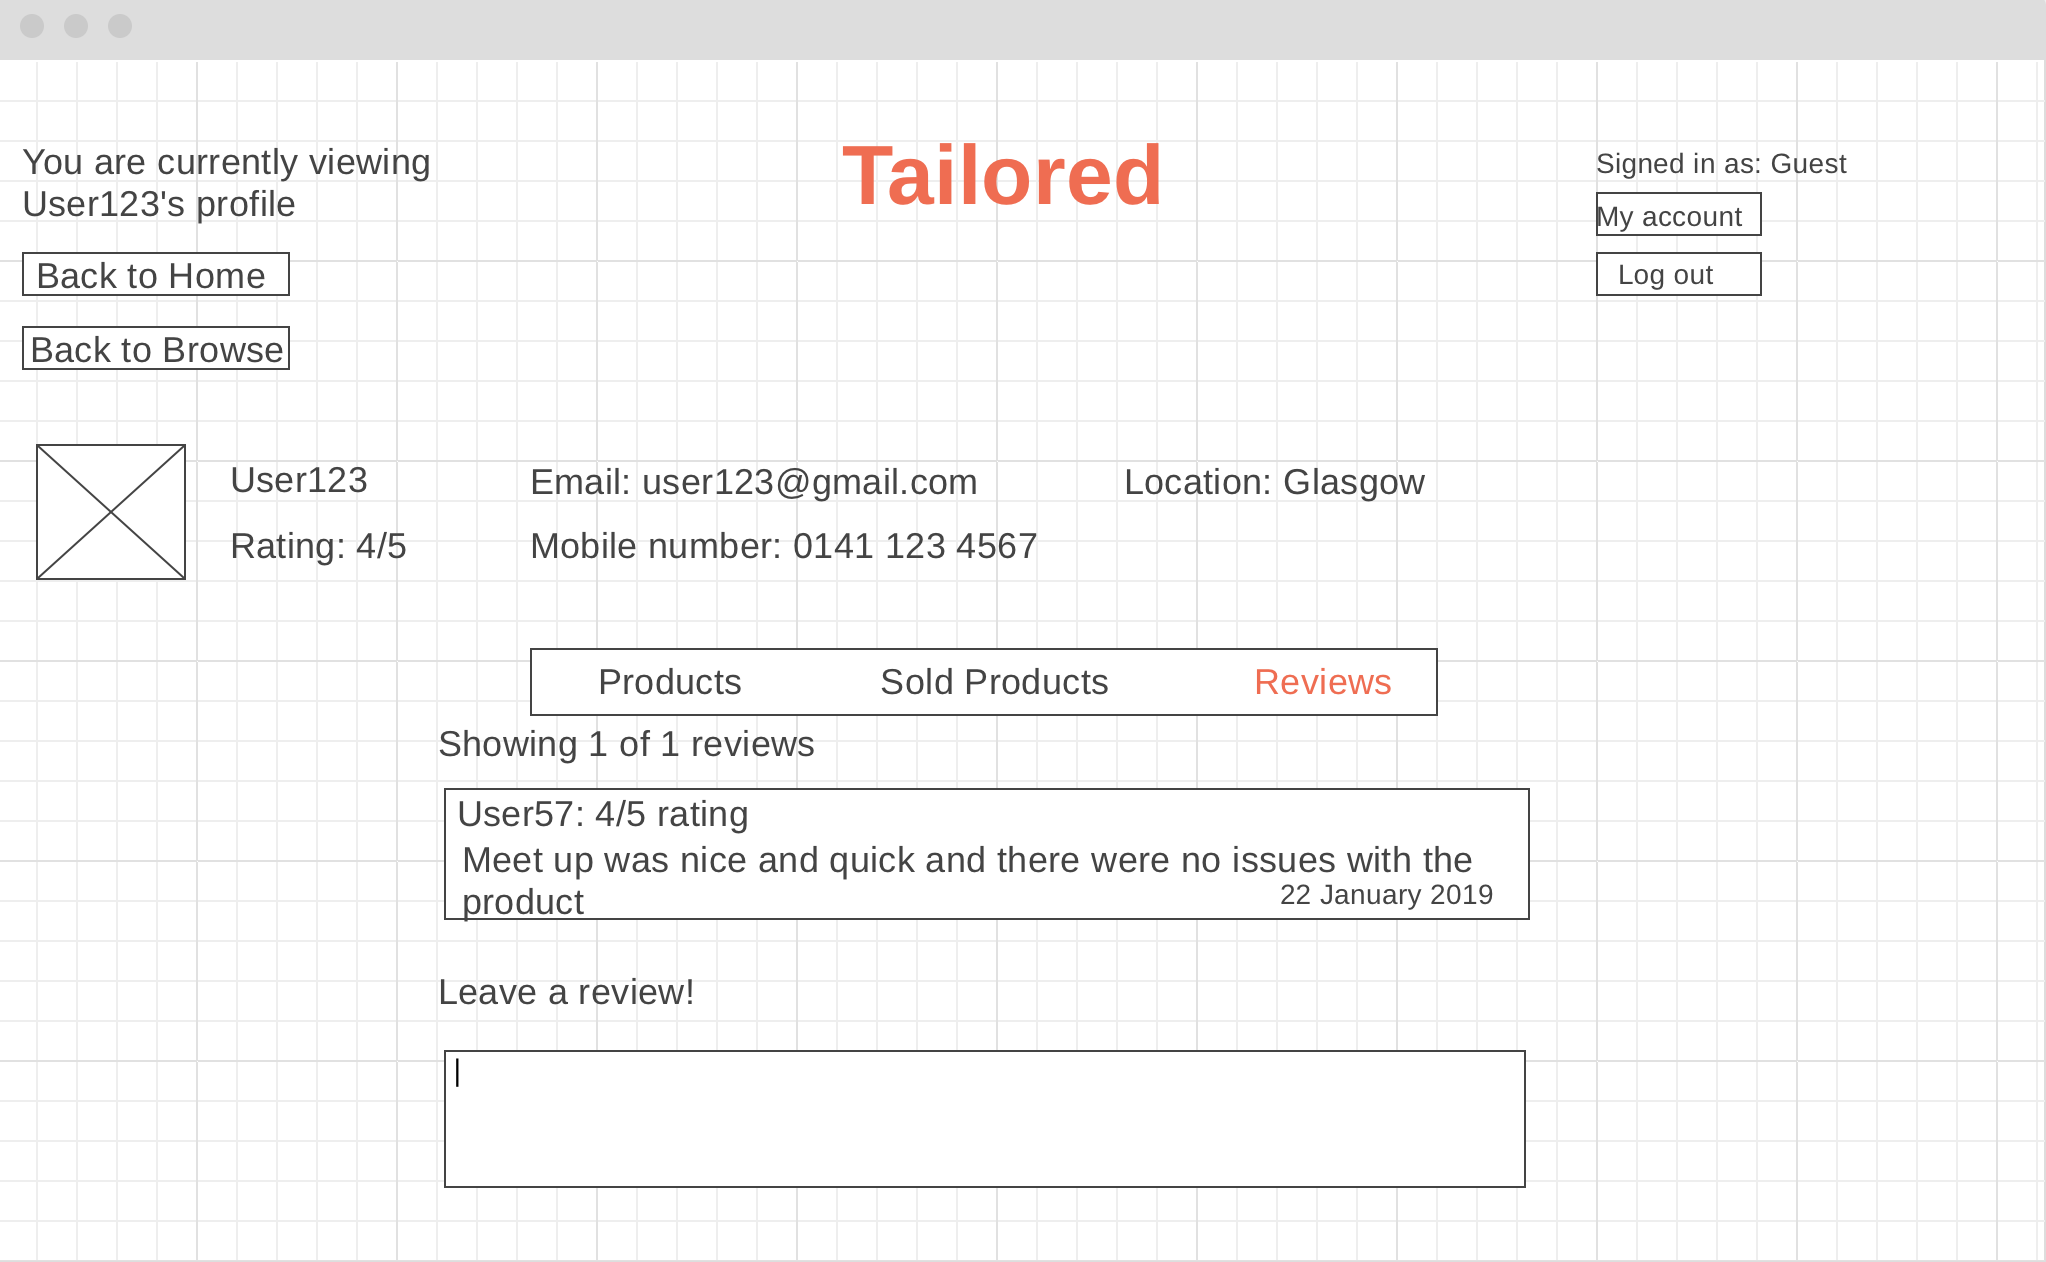 You are currently viewing
User123's profile
Tailored
Signed in as: Guest
My account
Log out
Back to Home
Back to Browse
User123
Email: user123@gmail.com
Location: Glasgow
Rating: 4/5
Mobile number: 0141 123 4567
Products
Sold Products
Reviews
Showing 1 of 1 reviews
User57: 4/5 rating
Meet up was nice and quick and there were no issues with the
product
22 January 2019
Leave a review!